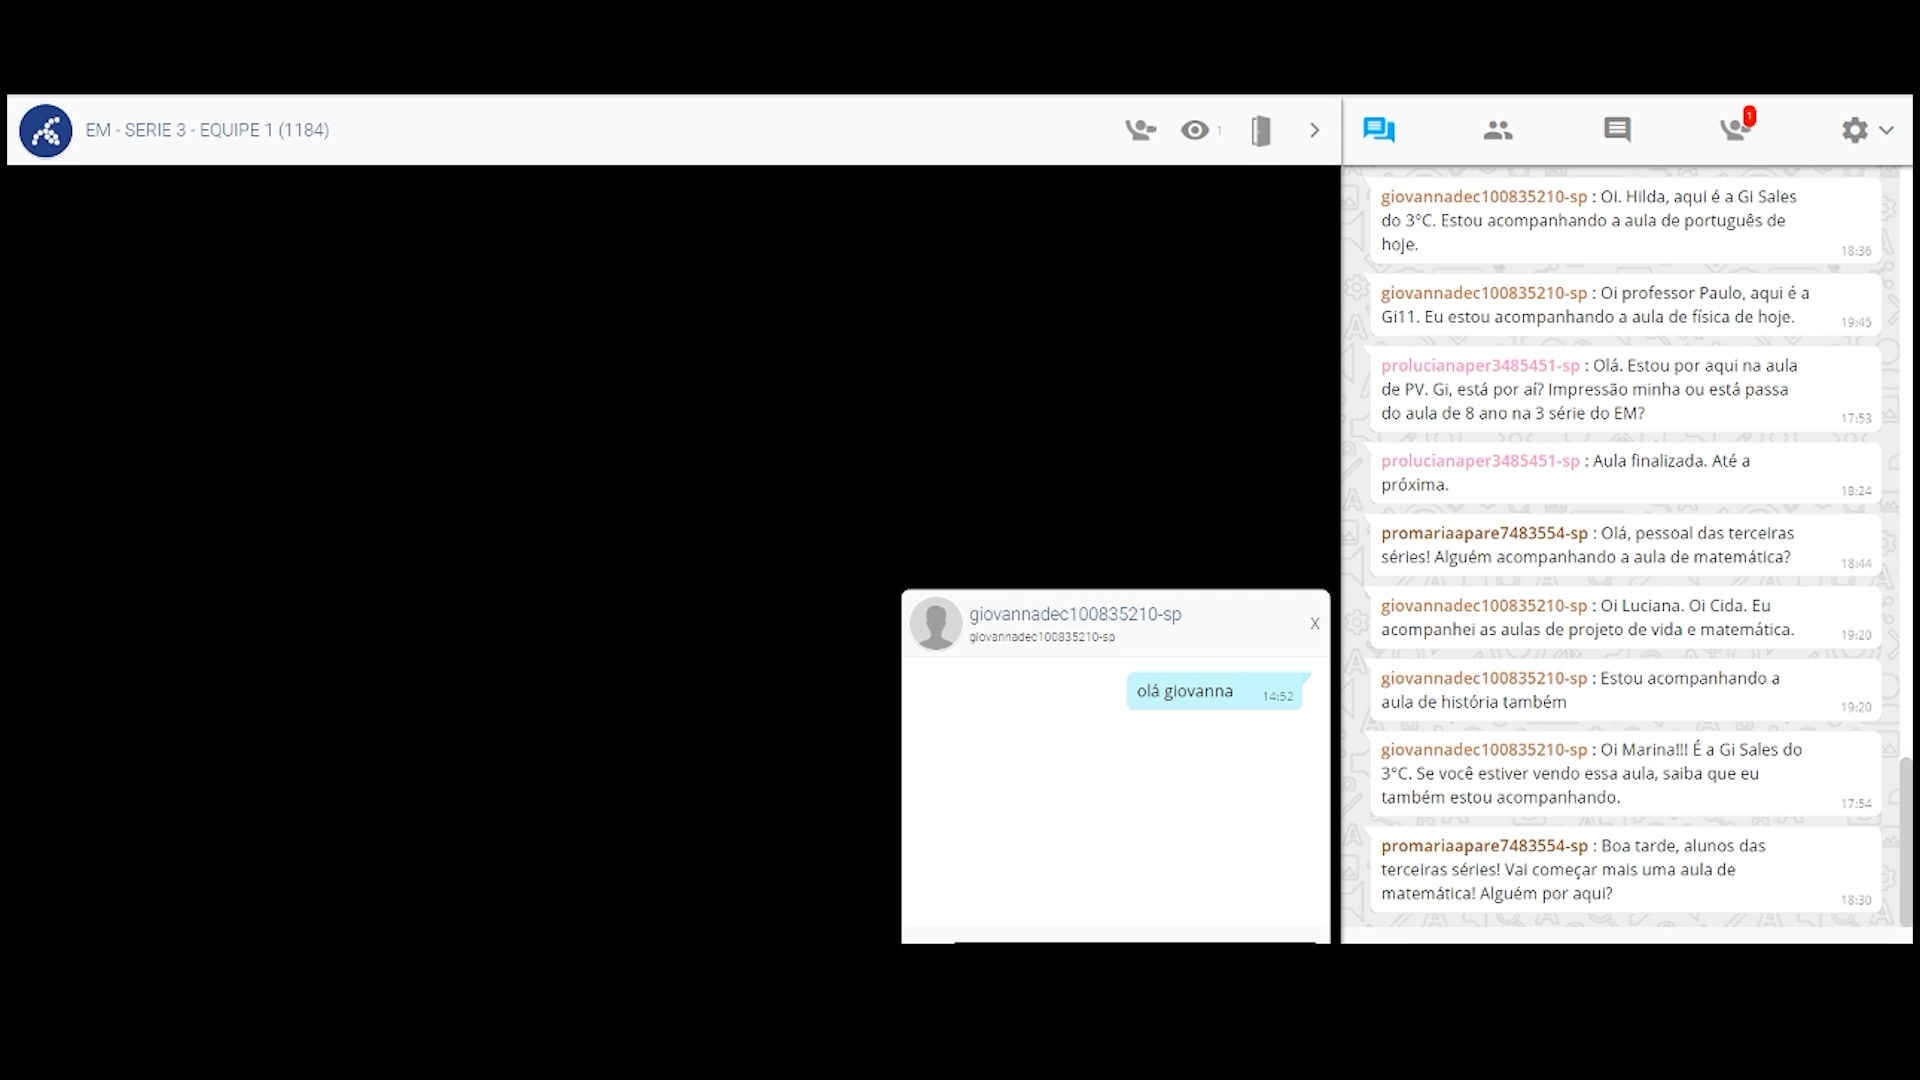 EM - SERIE 3 - EQUIPE 1 (1184)
1
1
giovannadec100835210-sp : Oi. Hilda, aqui é a Gi Sales
do 3°C. Estou acompanhando a aula de português de
hoje.
18:36
giovannadec100835210-sp : Oi professor Paulo, aqui é a
Gi11. Eu estou acompanhando a aula de física de hoje.
19:45
prolucianaper3485451-sp : Olá. Estou por aqui na aula
de PV. Gi, está por aí? Impressão minha ou está passa
do aula de 8 ano na 3 série do EM?
17:53
prolucianaper3485451-sp : Aula finalizada. Até a
próxima.
18:24
promariaapare7483554-sp : Olá, pessoal das terceiras
séries! Alguém acompanhando a aula de matemática?
18:44
giovannadec100835210-sp : Oi Luciana. Oi Cida. Eu
acompanhei as aulas de projeto de vida e matemática.
19:20
giovannadec100835210-sp : Estou acompanhando a
aula de história também
19:20
giovannadec100835210-sp : Oi Marina!!! É a Gi Sales do
3°C. Se você estiver vendo essa aula, saiba que eu
também estou acompanhando.
17:54
promariaapare7483554-sp : Boa tarde, alunos das
terceiras séries! Vai começar mais uma aula de
matemática! Alguém por aqui?
18:30
giovannadec100835210-sp
giovannadec100835210-sp
X
olá giovanna
14:52